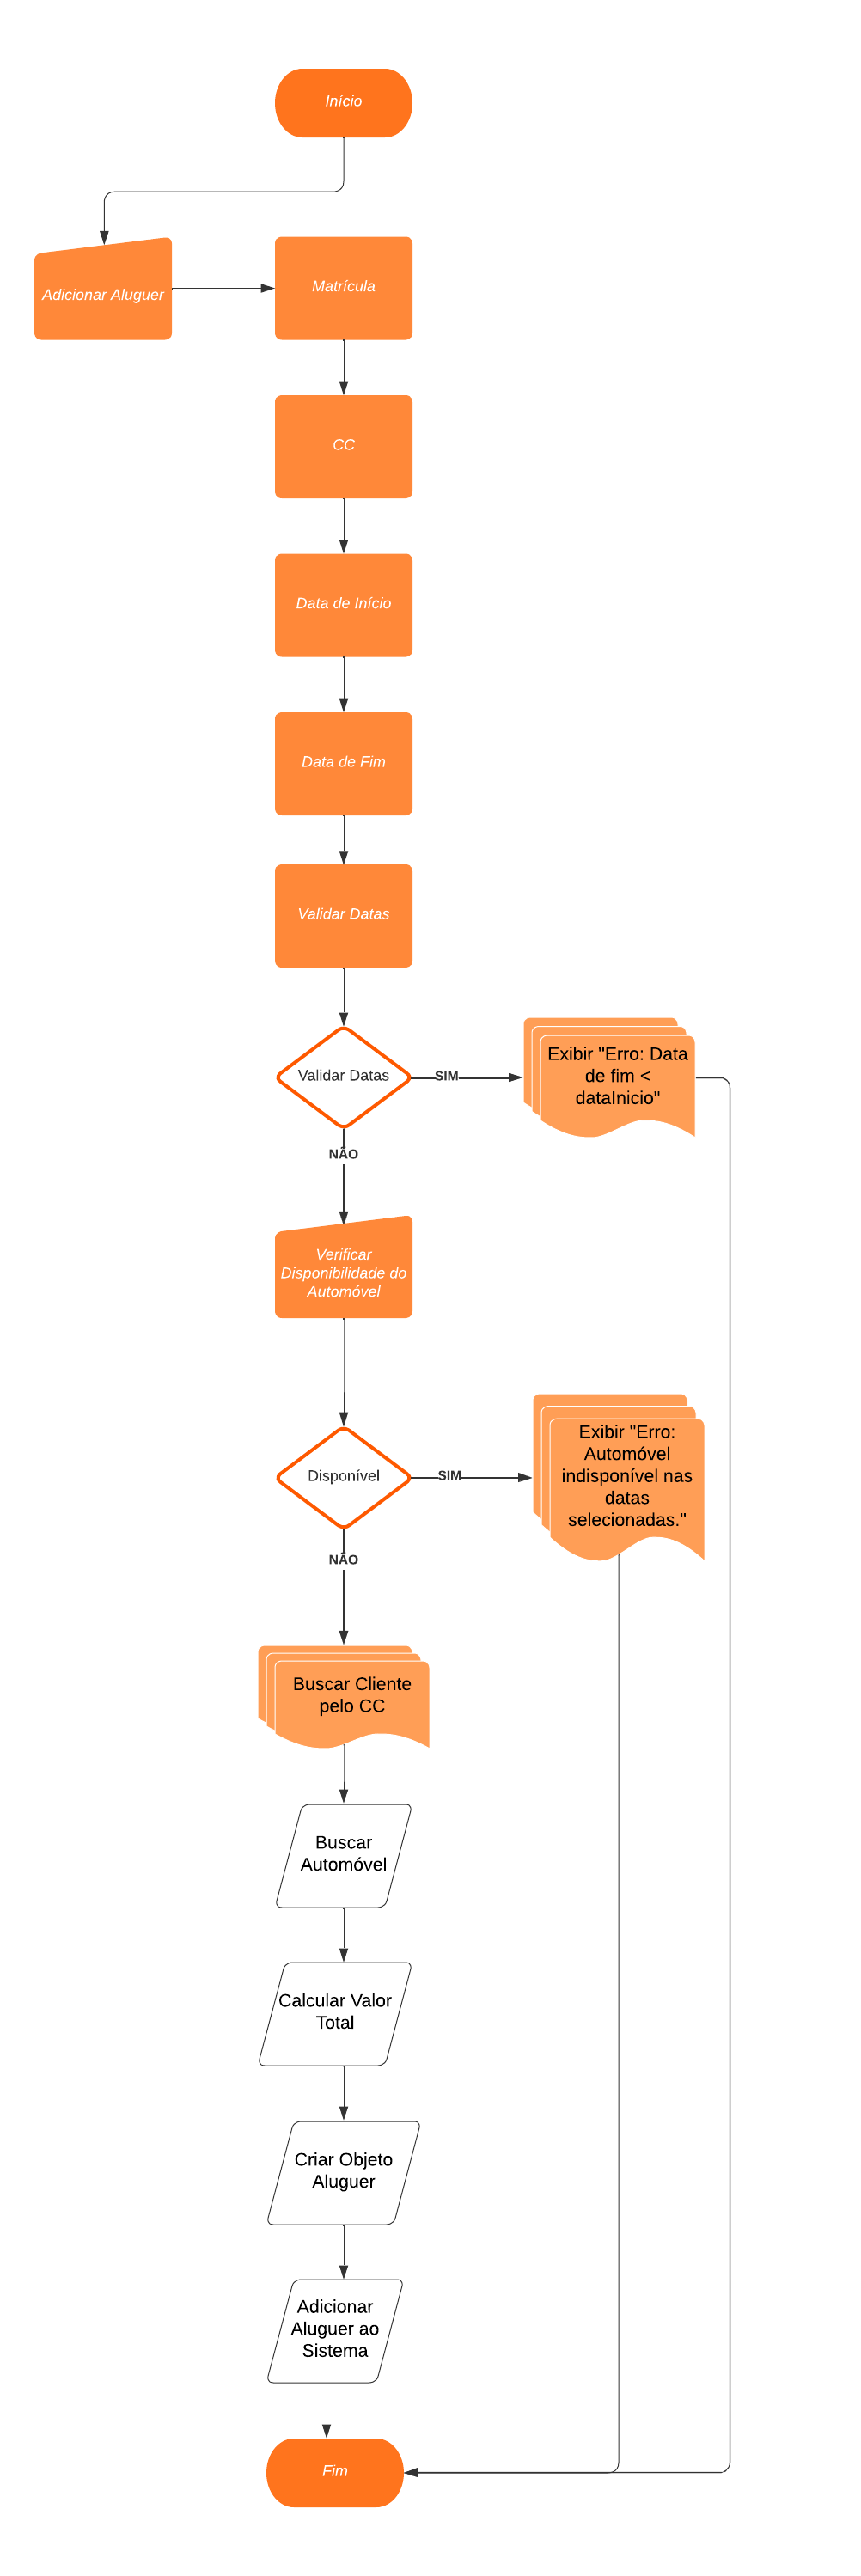 Início
Adicionar Aluguer
Matrícula
CC
Data de Início
Data de Fim
Validar Datas
Validar Datas
SIM
Exibir "Erro: Data
de fim <
dataInicio"
NÃO
Verificar
Disponibilidade do
Automóvel
Disponível
SIM
Exibir "Erro:
Automóvel
indisponível nas
datas
selecionadas."
NÃO
Buscar Cliente
pelo CC
Buscar
Automóvel
Calcular Valor
Total
Criar Objeto
Aluguer
Adicionar
Aluguer ao
Sistema
Fim